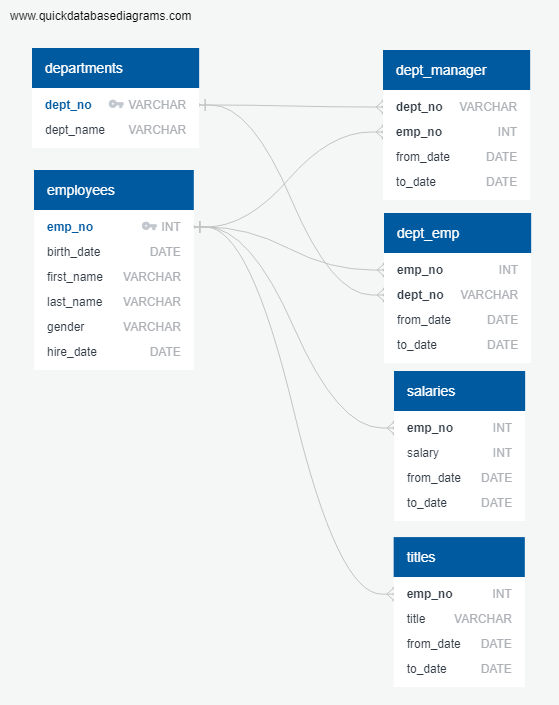 www.quickdatabasediagrams.com
departments
dept_no VARCHAR
dept_name VARCHAR
employees
emp_no INT
birth_date DATE
first_name VARCHAR
last_name VARCHAR
gender VARCHAR
hire_date DATE
dept_manager
dept_no VARCHAR
emp_no INT
from_date DATE
to_date DATE
dept_emp
emp_no INT
dept_no VARCHAR
from_date DATE
to_date DATE
salaries
emp_no INT
salary INT
from_date DATE
to_date DATE
titles
emp_no INT
title VARCHAR
from_date DATE
to_date DATE